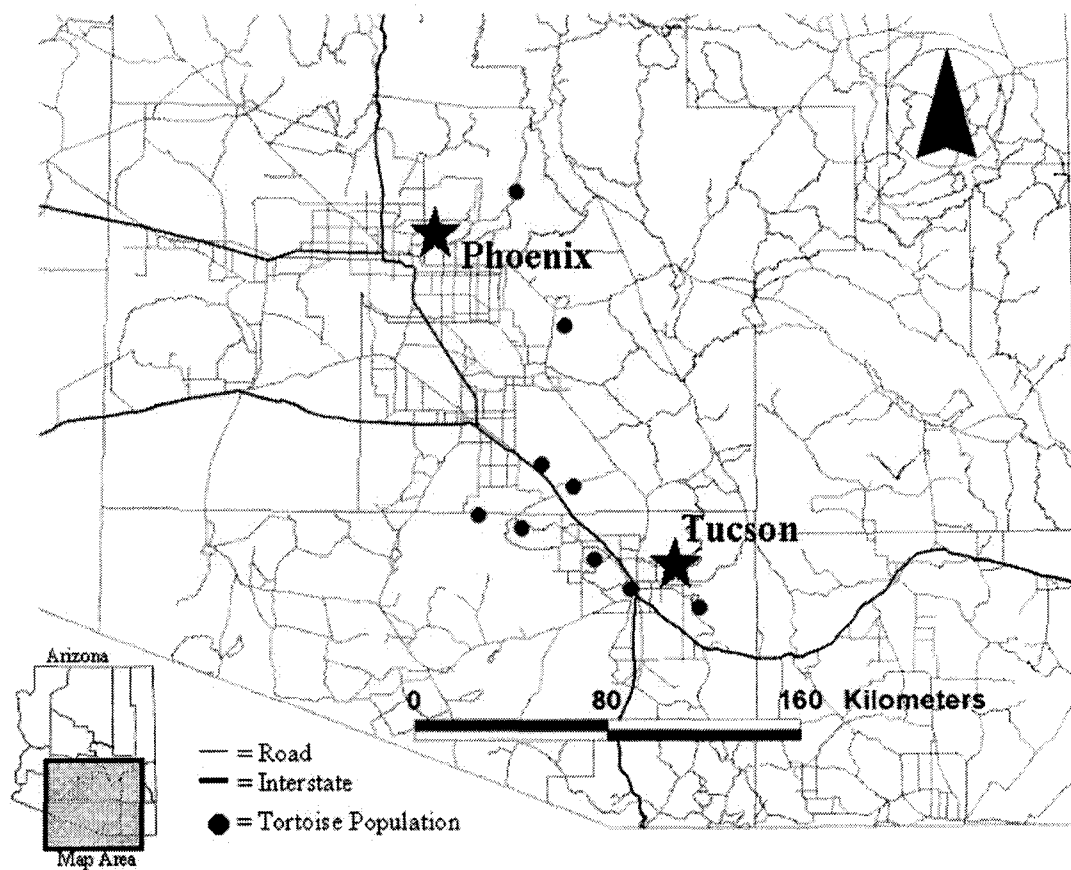 Phoenix
Tucson
0 80 160 Kilometers
Arizona
= Road
= Interstate
= Tortoise Population
Map Area